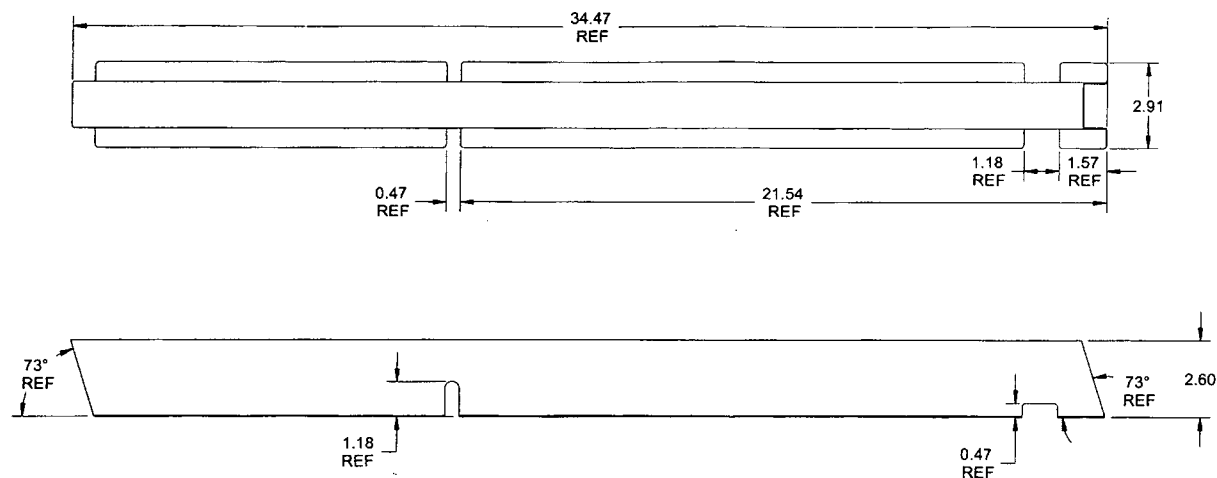 34.47
REF
2.91
1.18
REF
1.57
REF
0.47
REF
21.54
REF
73°
REF
73°
REF
2.60
1.18
REF
0.47
REF